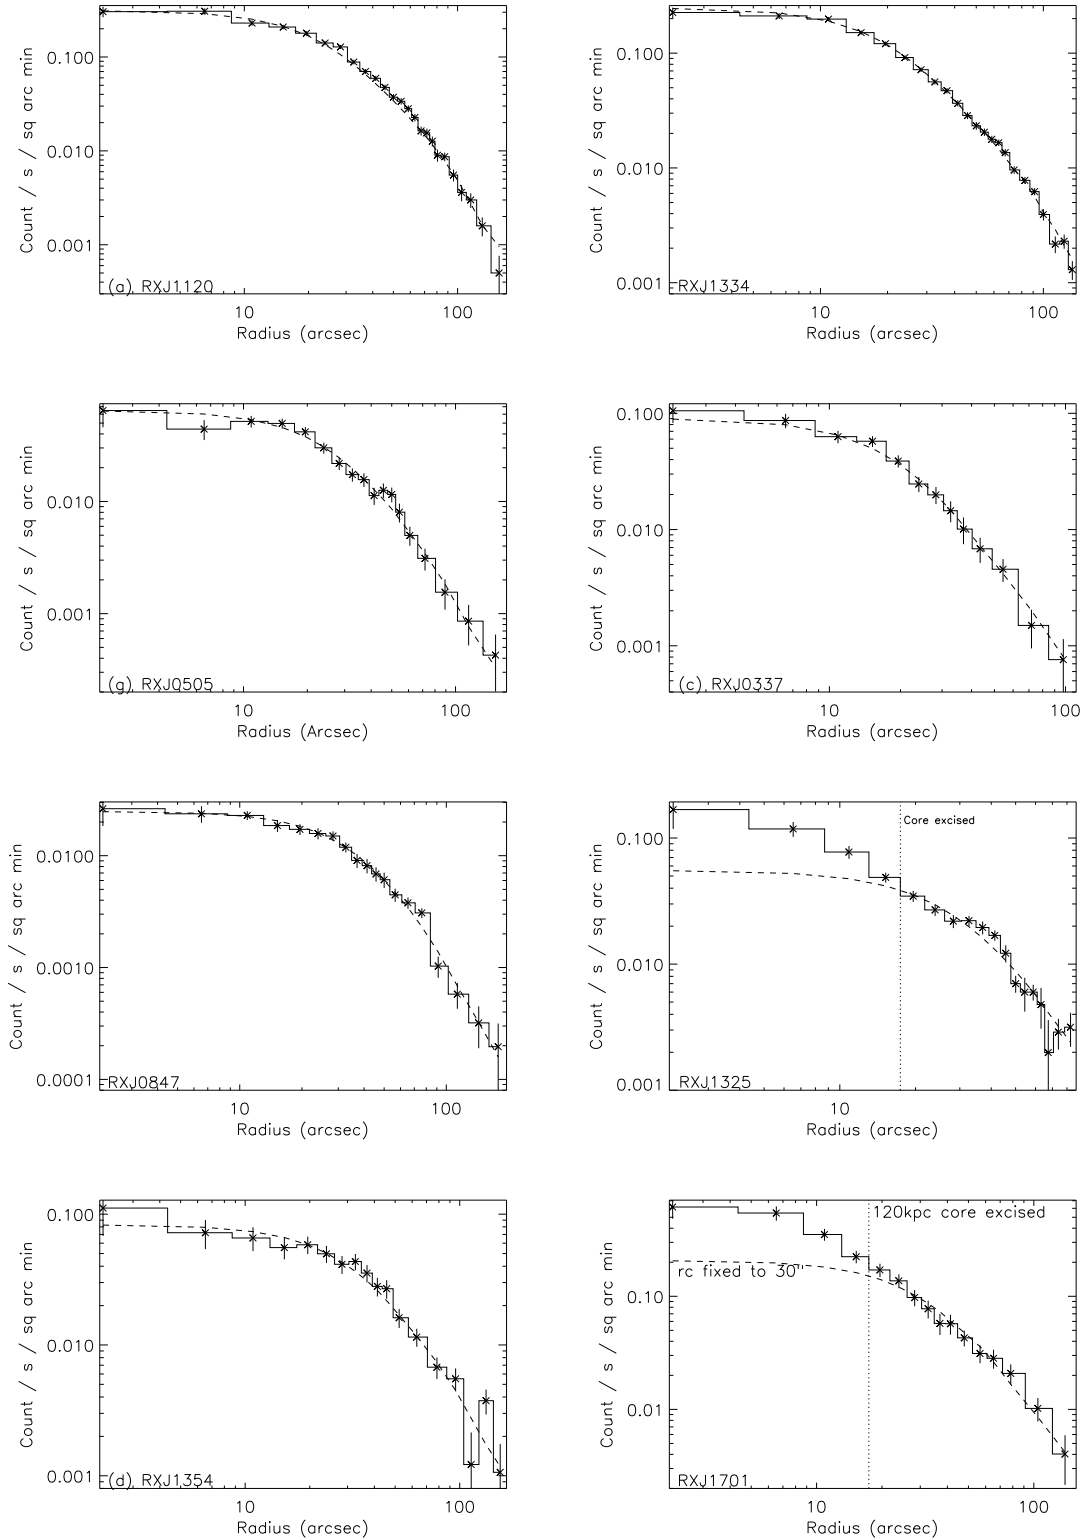 Count / s / sq arc min
0.100
0.010
0.001
(a) RXJ1120
10
100
Radius (arcsec)
Count / s / sq arc min
0.100
0.010
0.001
RXJ1334
10
100
Radius (arcsec)
Count / s / sq arc min
0.010
0.001
(g) RXJ0505
10
100
Radius (Arcsec)
Count / s / sq arc min
0.100
0.010
0.001
(c) RXJ0337
10
100
Radius (arcsec)
Count / s / sq arc min
0.0100
0.0010
0.0001
RXJ0847
10
100
Radius (arcsec)
Count / s / sq arc min
0.100
0.010
0.001
Core excised
RXJ1325
10
Radius (arcsec)
Count / s / sq arc min
0.100
0.010
0.001
(d) RXJ1354
10
100
Radius (arcsec)
Count / s / sq arc min
0.10
0.01
120kpc core excised
rc fixed to 30"
RXJ1701
10
100
Radius (arcsec)